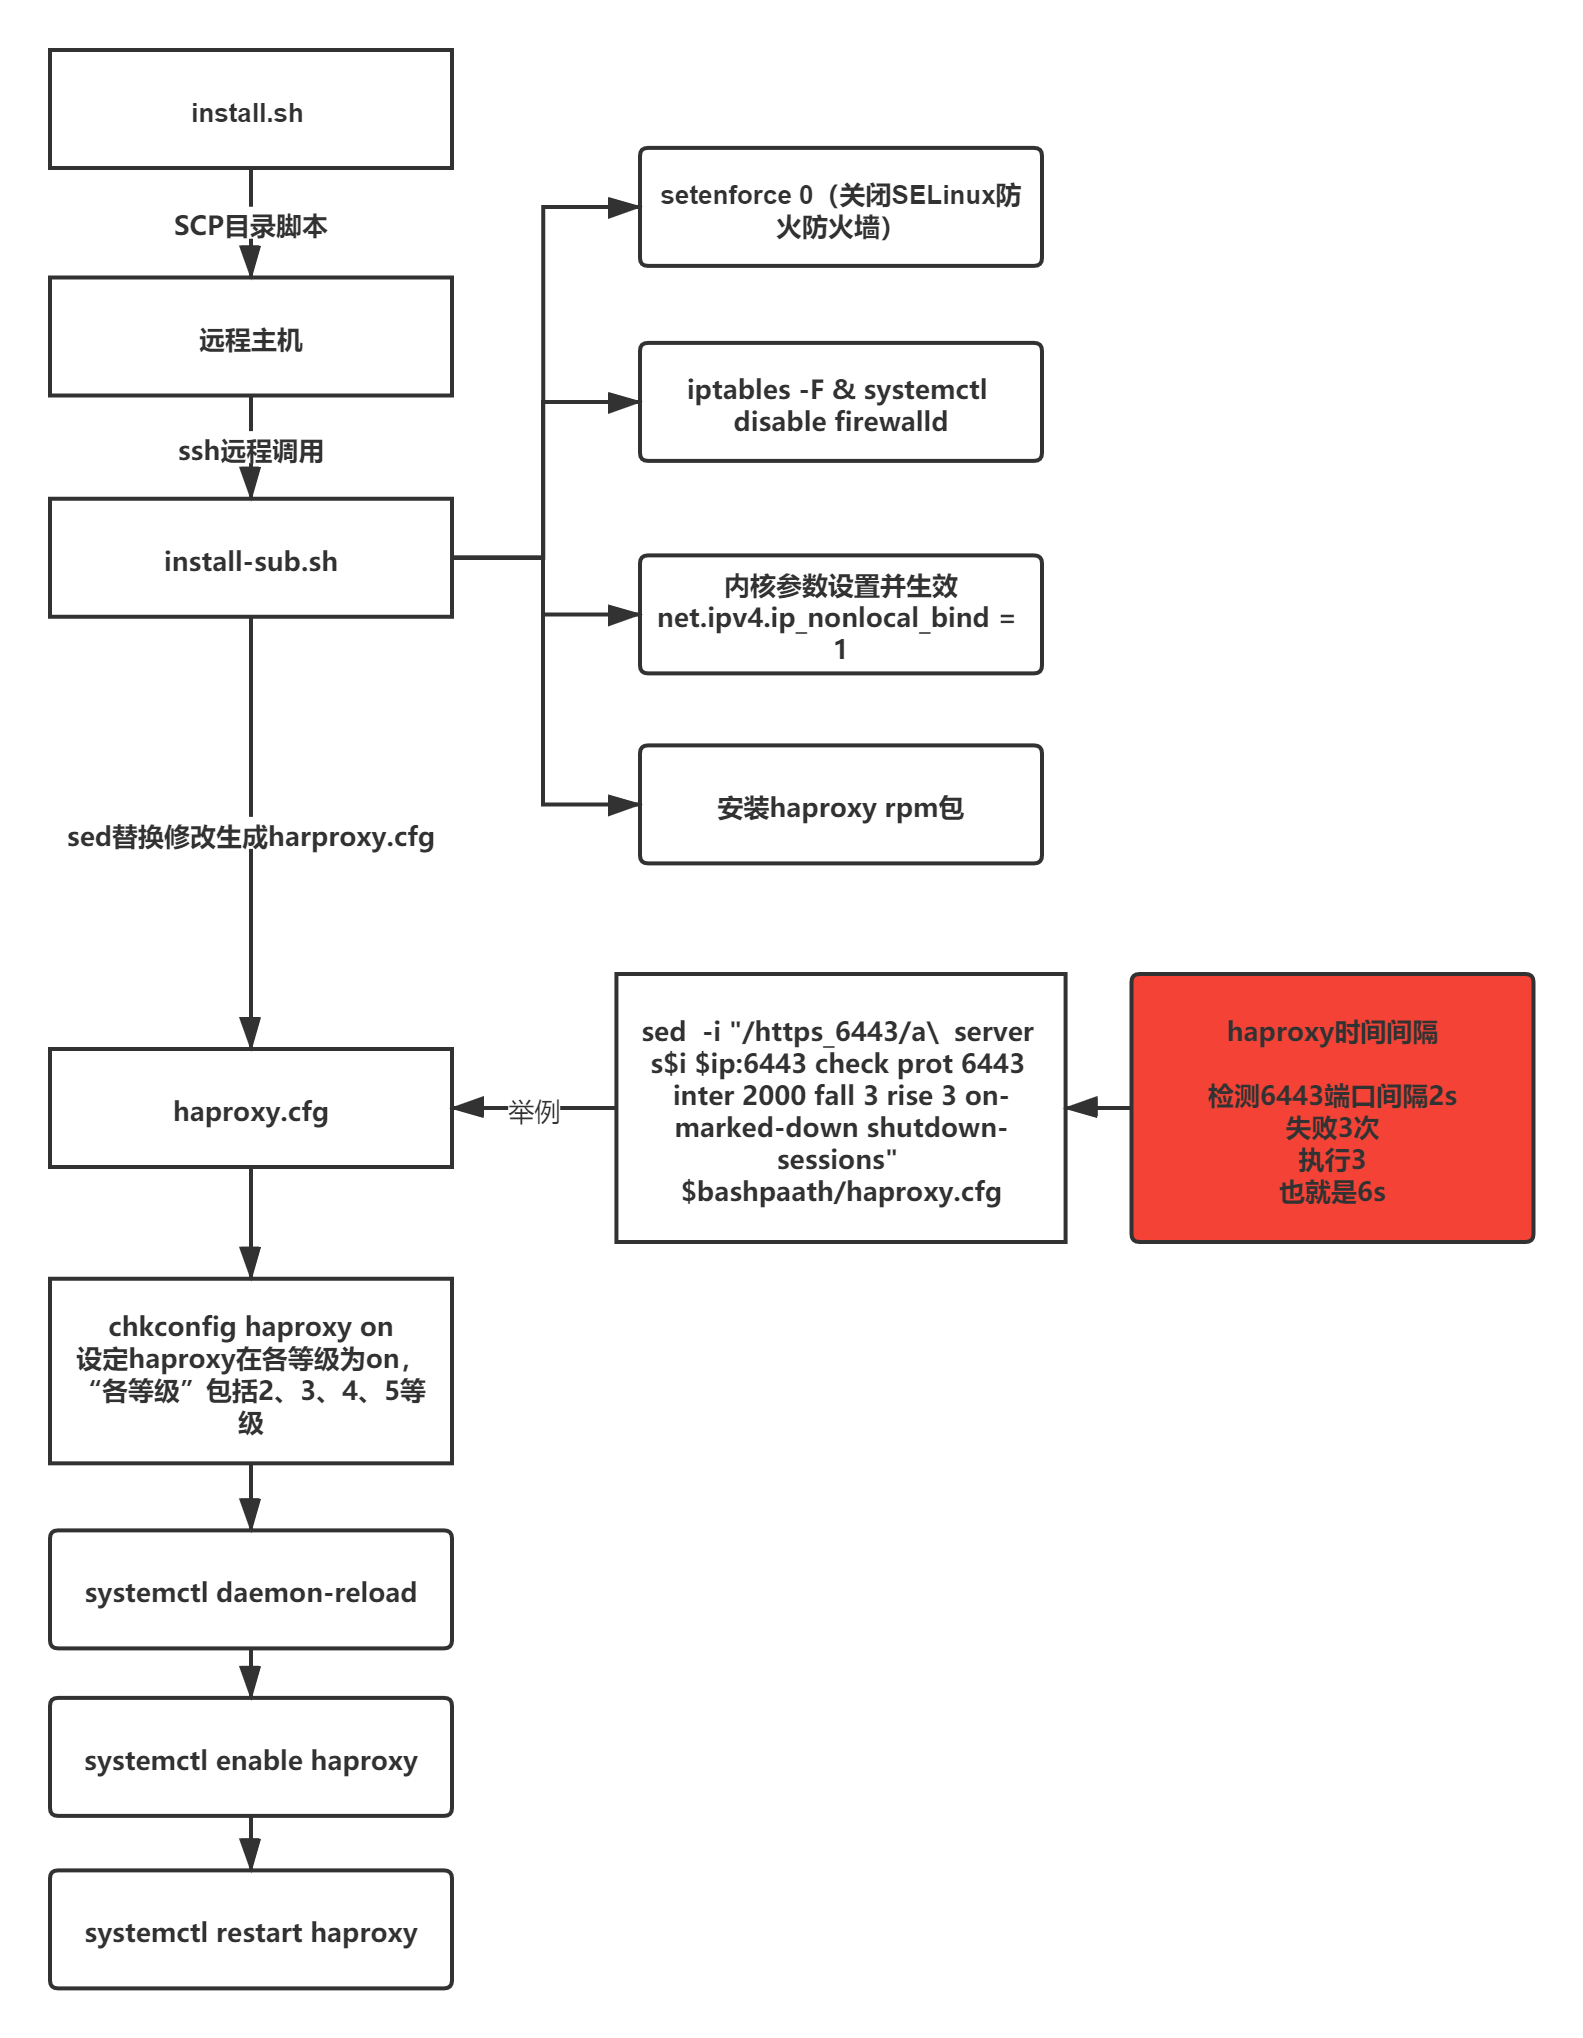 install.sh
SCP目录脚本
远程主机
ssh远程调用
install-sub.sh
setenforce 0（关闭SELinux防
火防火墙）
iptables -F & systemctl
disable firewalld
内核参数设置并生效
net.ipv4.ip_nonlocal_bind =
1
安装haproxy rpm包
sed替换修改生成harproxy.cfg
haproxy.cfg
举例
sed  -i "/https_6443/a\  server
s$i $ip:6443 check prot 6443
inter 2000 fall 3 rise 3 on-
marked-down shutdown-
sessions"
$bashpaath/haproxy.cfg
haproxy时间间隔
检测6443端口间隔2s
失败3次
执行3
也就是6s
chkconfig haproxy on
设定haproxy在各等级为on，
“各等级”包括2、3、4、5等
级
systemctl daemon-reload
systemctl enable haproxy
systemctl restart haproxy